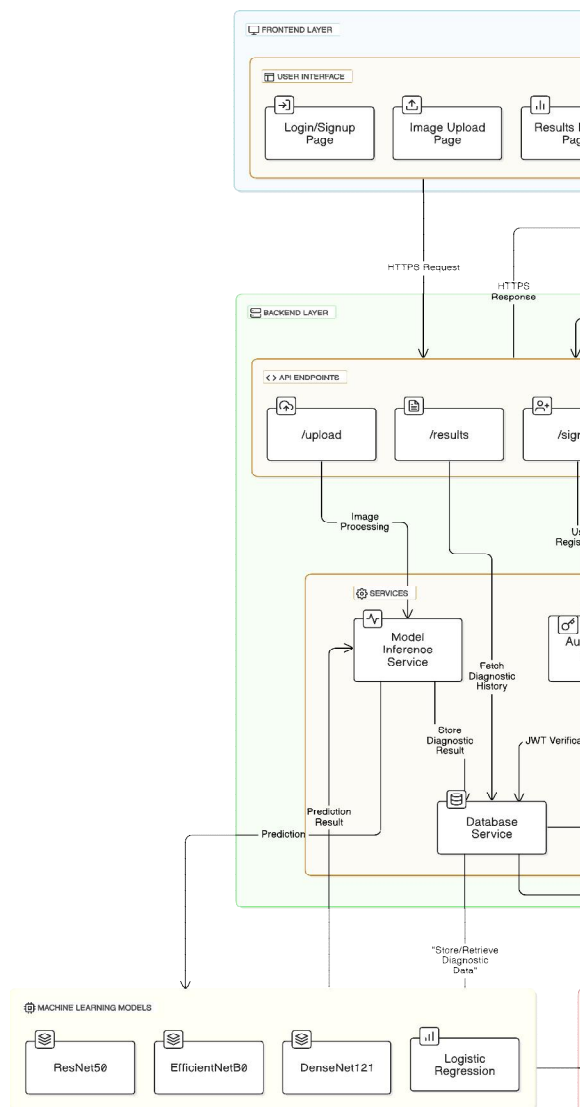 FRONTEND LAYER
USER INTERFACE
Login/Signup
Page
Image Upload
Page
Results
HTTPS Request
HTTPS
Response
BACKEND LAYER
<> API ENDPOINTS
/upload
/results
Image
Processing
SERVICES
Model
Inference
Service
Fetch
Diagnostic
History
Store
Diagnostic
Result
JWT
Prediction
Result
Prediction
Database
Service
"Store/Retrieve
Diagnostic
Data"
MACHINE LEARNING MODELS
ResNet50
EfficientNetB0
DenseNet121
Logistic
Regression